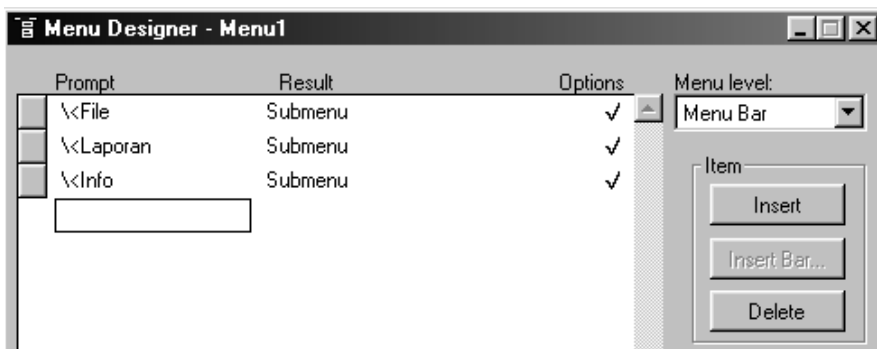 Menu Designer - Menu1
Prompt Result Options Menu level:
\<File Submenu √ Menu Bar
\<Laporan Submenu √
\<Info Submenu √
Item
Insert
Insert Bar...
Delete